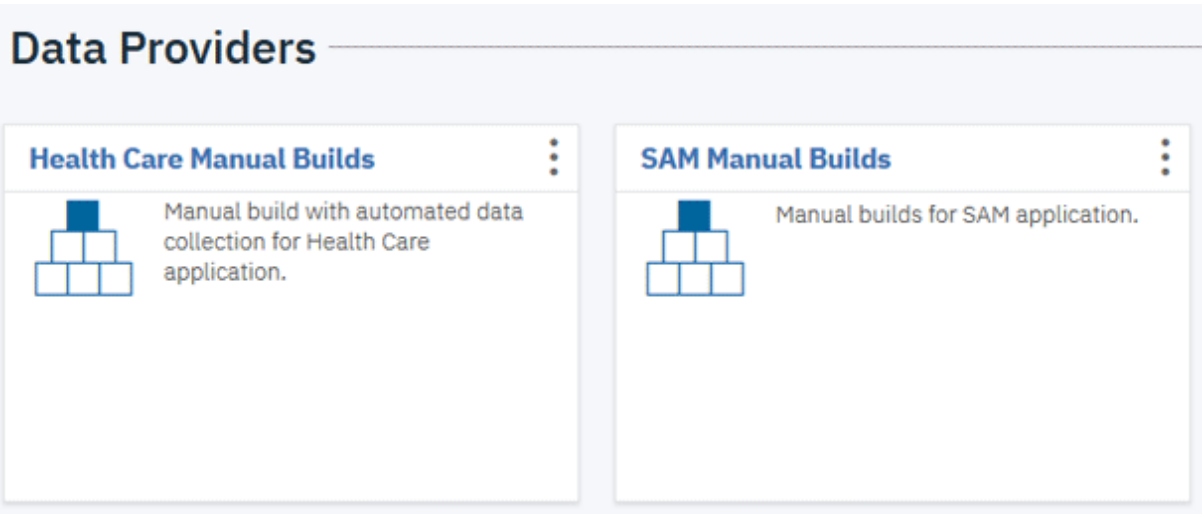 Data Providers
Health Care Manual Builds
Manual build with automated data
collection for Health Care
application.
SAM Manual Builds
Manual builds for SAM application.